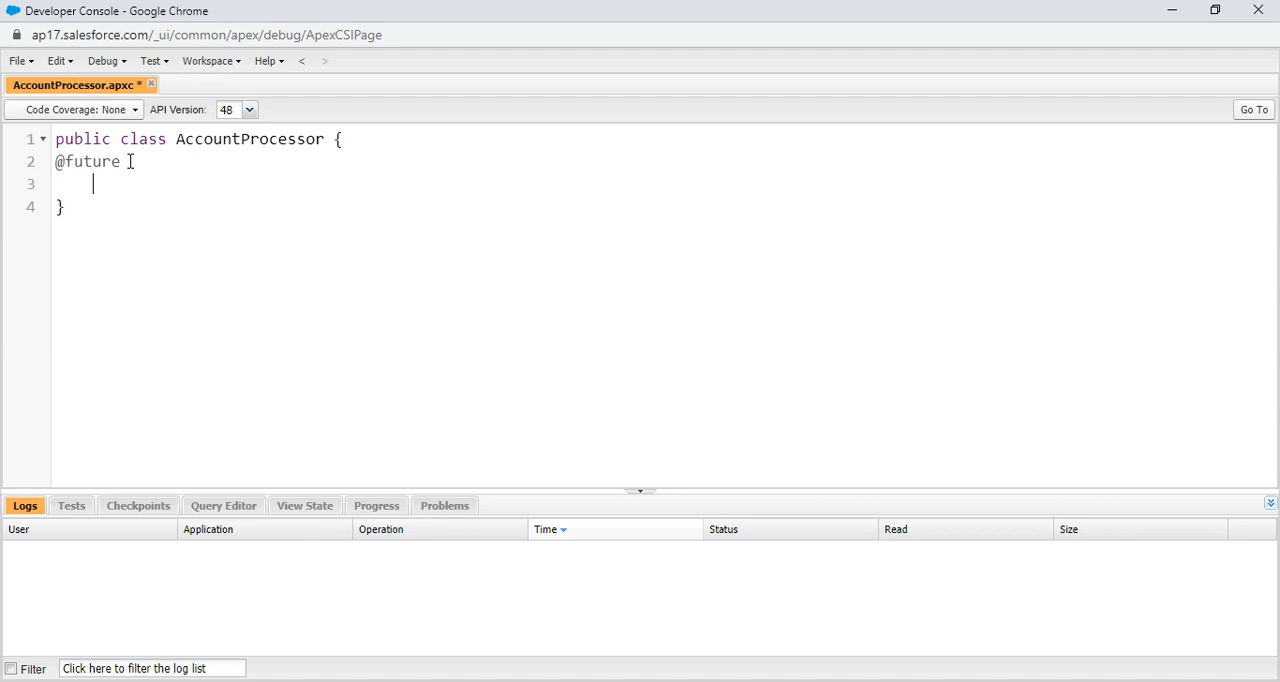 Developer Console - Google Chrome
ap17.salesforce.com/_ui/common/apex/debug/ApexCSIPage
File Edit Debug Test Workspace Help < >
AccountProcessor.apxc *
Code Coverage: None API Version: 48 Go To
1 public class AccountProcessor {
2 @future
3
4 }
Logs Tests Checkpoints Query Editor View State Progress Problems
User Application Operation Time Status Read Size
Filter Click here to filter the log list